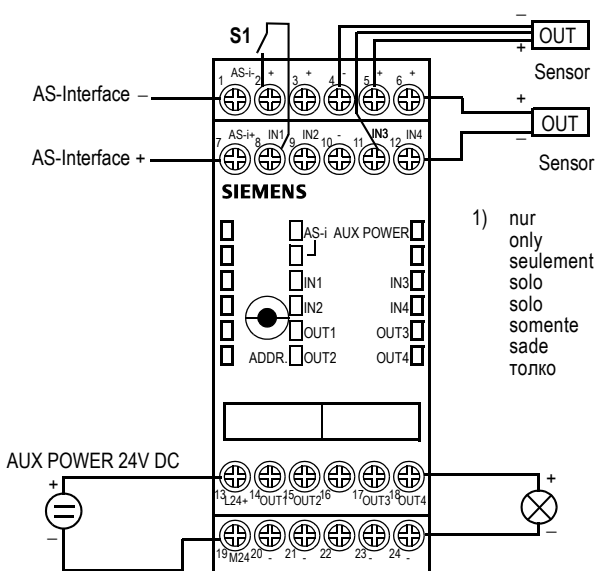 S1
−
+
OUT
Sensor
AS-i-
+
+
-
+
+
1 2 3 4 5 6
AS-Interface −
+
OUT
−
Sensor
AS-i+ IN1 IN2 - IN3 IN4
7 8 9 10 11 12
AS-Interface +
SIEMENS
AS-i AUX POWER
IN1 IN3
IN2 IN4
OUT1 OUT3
ADDR. OUT2 OUT4
1) nur
only
seulement
solo
solo
somente
sade
толко
AUX POWER 24V DC
+
−
+
−
13 14 15 16 17 18
L24+ OUT1 OUT2 OUT3 OUT4
19 20 21 22 23 24
M24 - - - - -